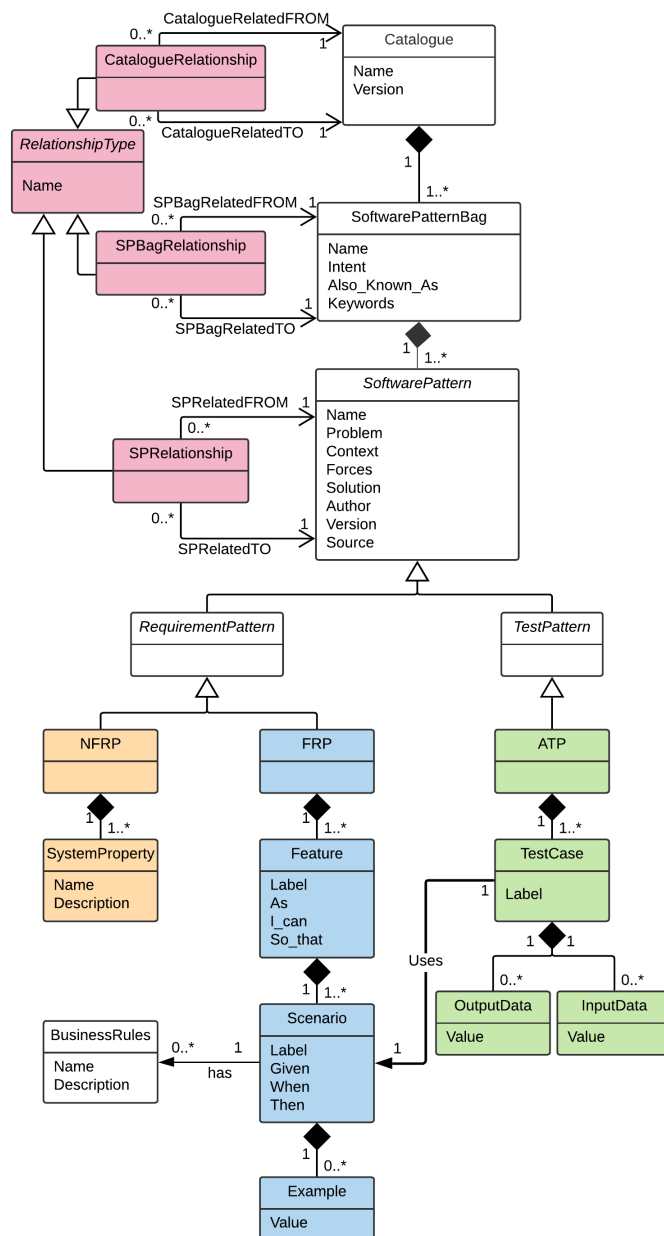 CatalogueRelatedFROM
0..*
1
Catalogue
Name
Version
CatalogueRelationship
0..*
CatalogueRelatedTO
1
RelationshipType
Name
1
1..*
SPBagRelatedFROM
0..*
1
SoftwarePatternBag
Name
Intent
Also_Known_As
Keywords
SPBagRelationship
0..*
1
SPBagRelatedTO
1
1..*
SoftwarePattern
Name
Problem
Context
Forces
Solution
Author
Version
Source
SPRelatedFROM
1
0..*
SPRelationship
0..*
1
SPRelatedTO
RequirementPattern
TestPattern
NFRP
FRP
ATP
1
1..*
1
1..*
1
1..*
SystemProperty
Name
Description
Feature
Label
As
I_can
So_that
TestCase
Label
1
Uses
1
1
0..*
0..*
OutputData
Value
InputData
Value
1
1..*
Scenario
Label
Given
When
Then
1
BusinessRules
Name
Description
0..*
1
has
1
0..*
Example
Value